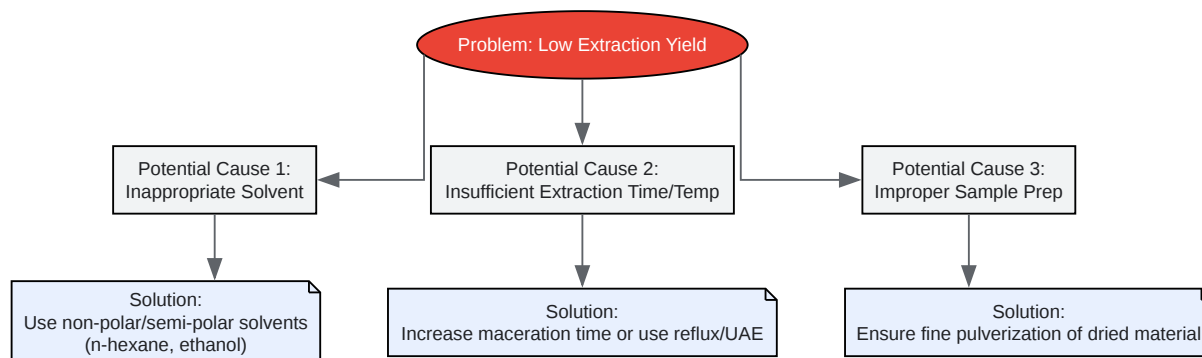 Problem: Low Extraction Yield
Potential Cause 1:
Inappropriate Solvent
Potential Cause 2:
Insufficient Extraction Time/Temp
Potential Cause 3:
Improper Sample Prep
Solution:
Use non-polar/semi-polar solvents
(n-hexane, ethanol)
Solution:
Increase maceration time or use reflux/UAE
Solution:
Ensure fine pulverization of dried material